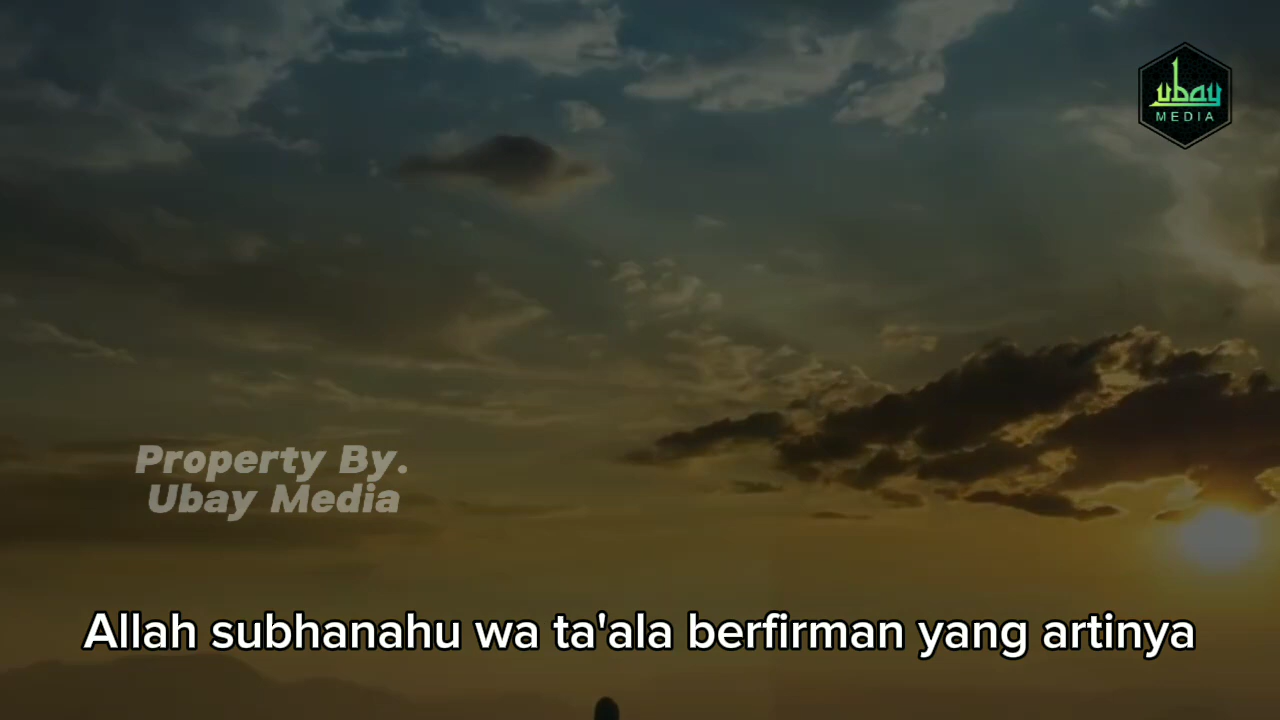 ubay
MEDIA
Property By.
Ubay Media
Allah subhanahu wa ta'ala berfirman yang artinya